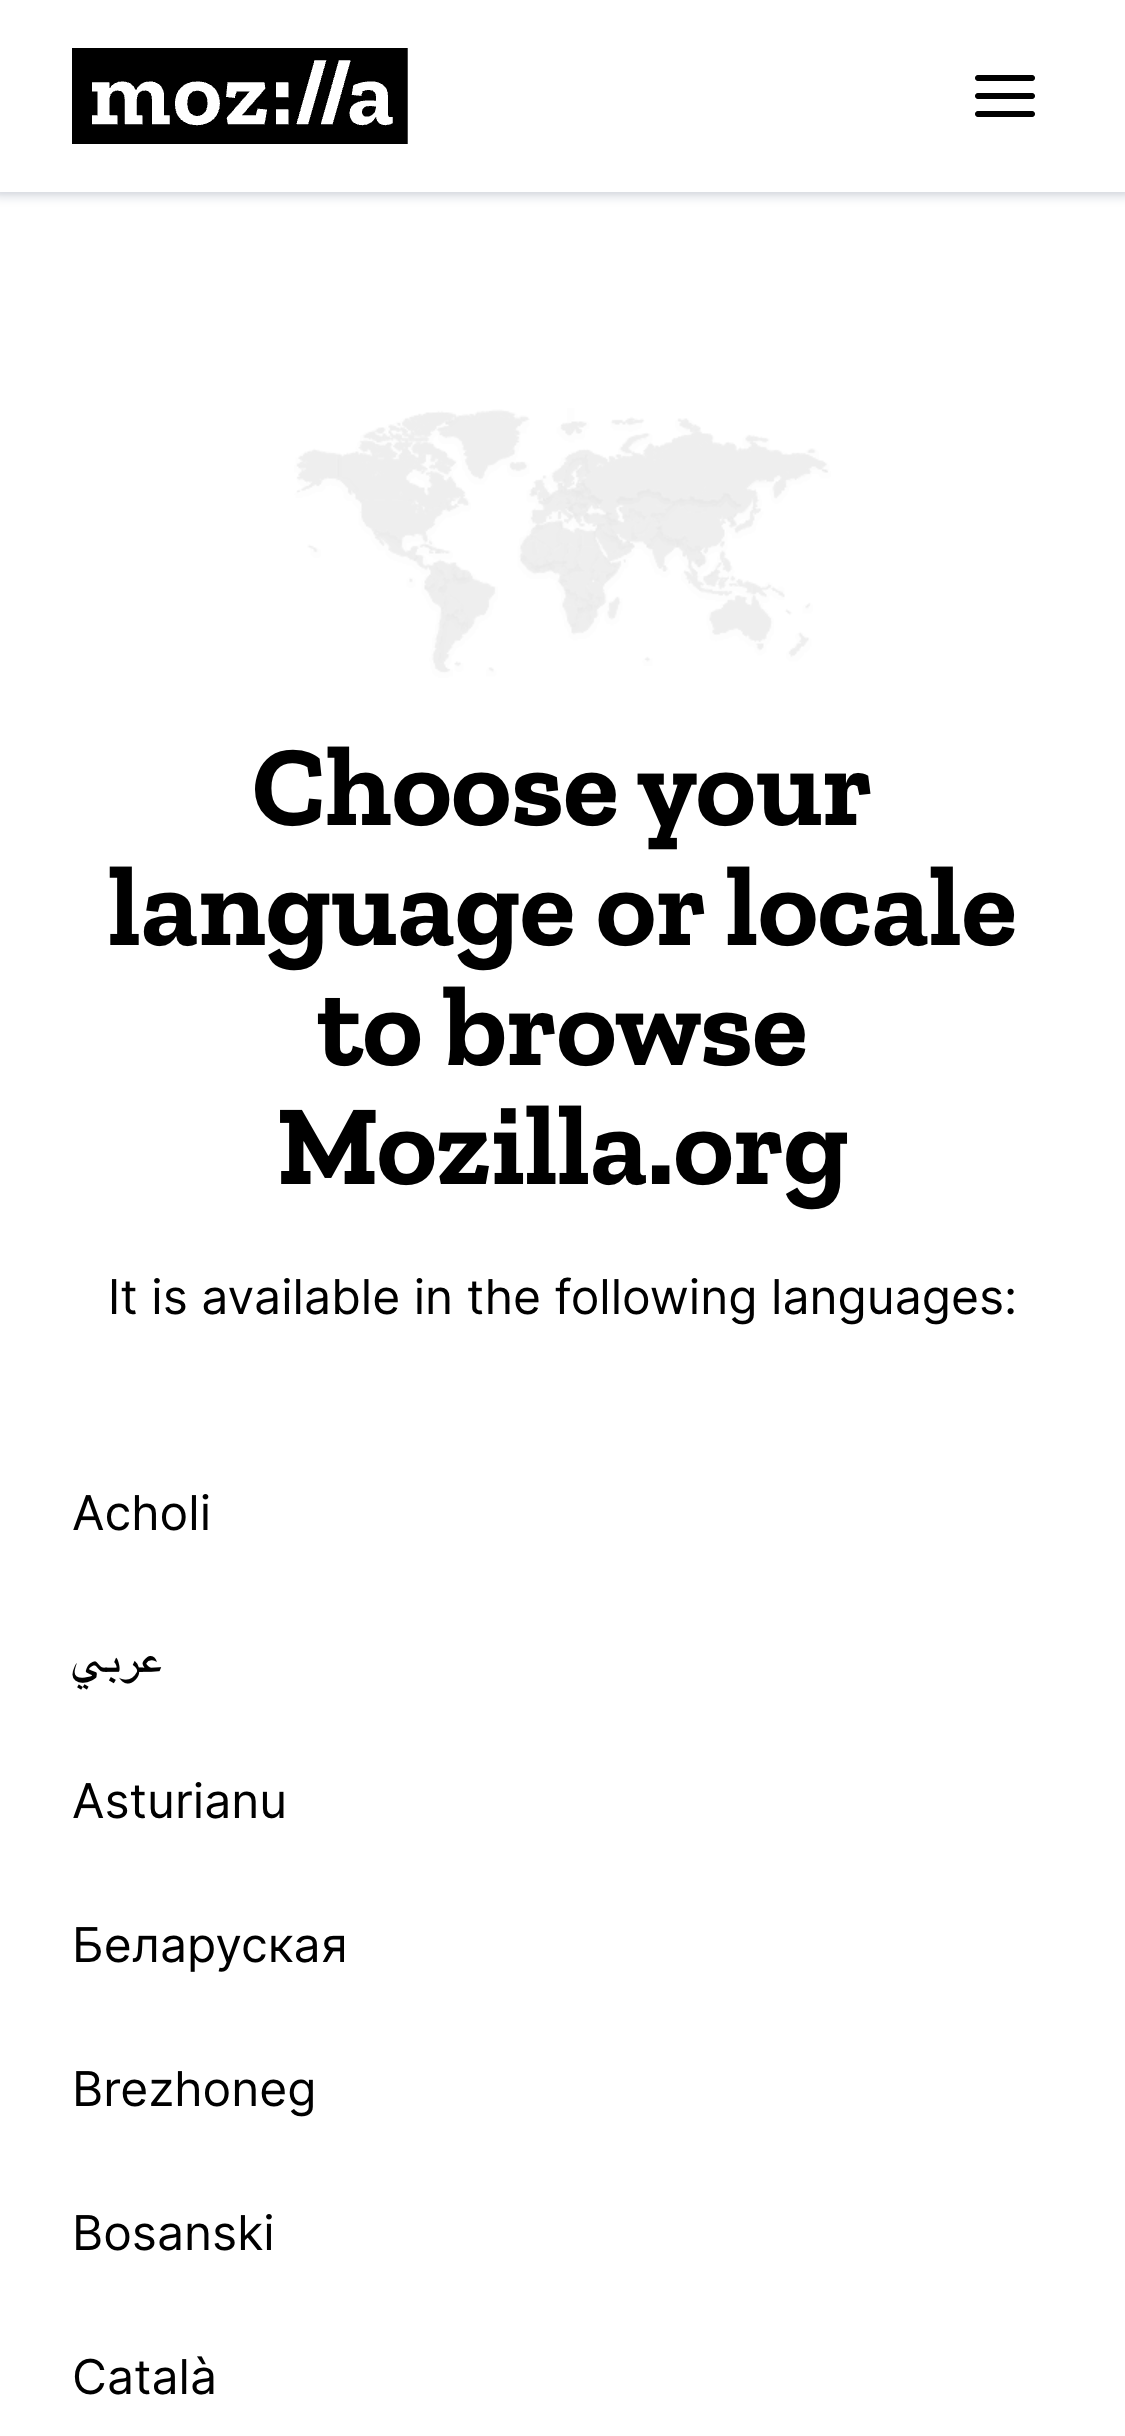 moz://a
Choose your
language or locale
to browse
Mozilla.org
It is available in the following languages:
Acholi
عربي
Asturianu
Беларуская
Brezhoneg
Bosanski
Català